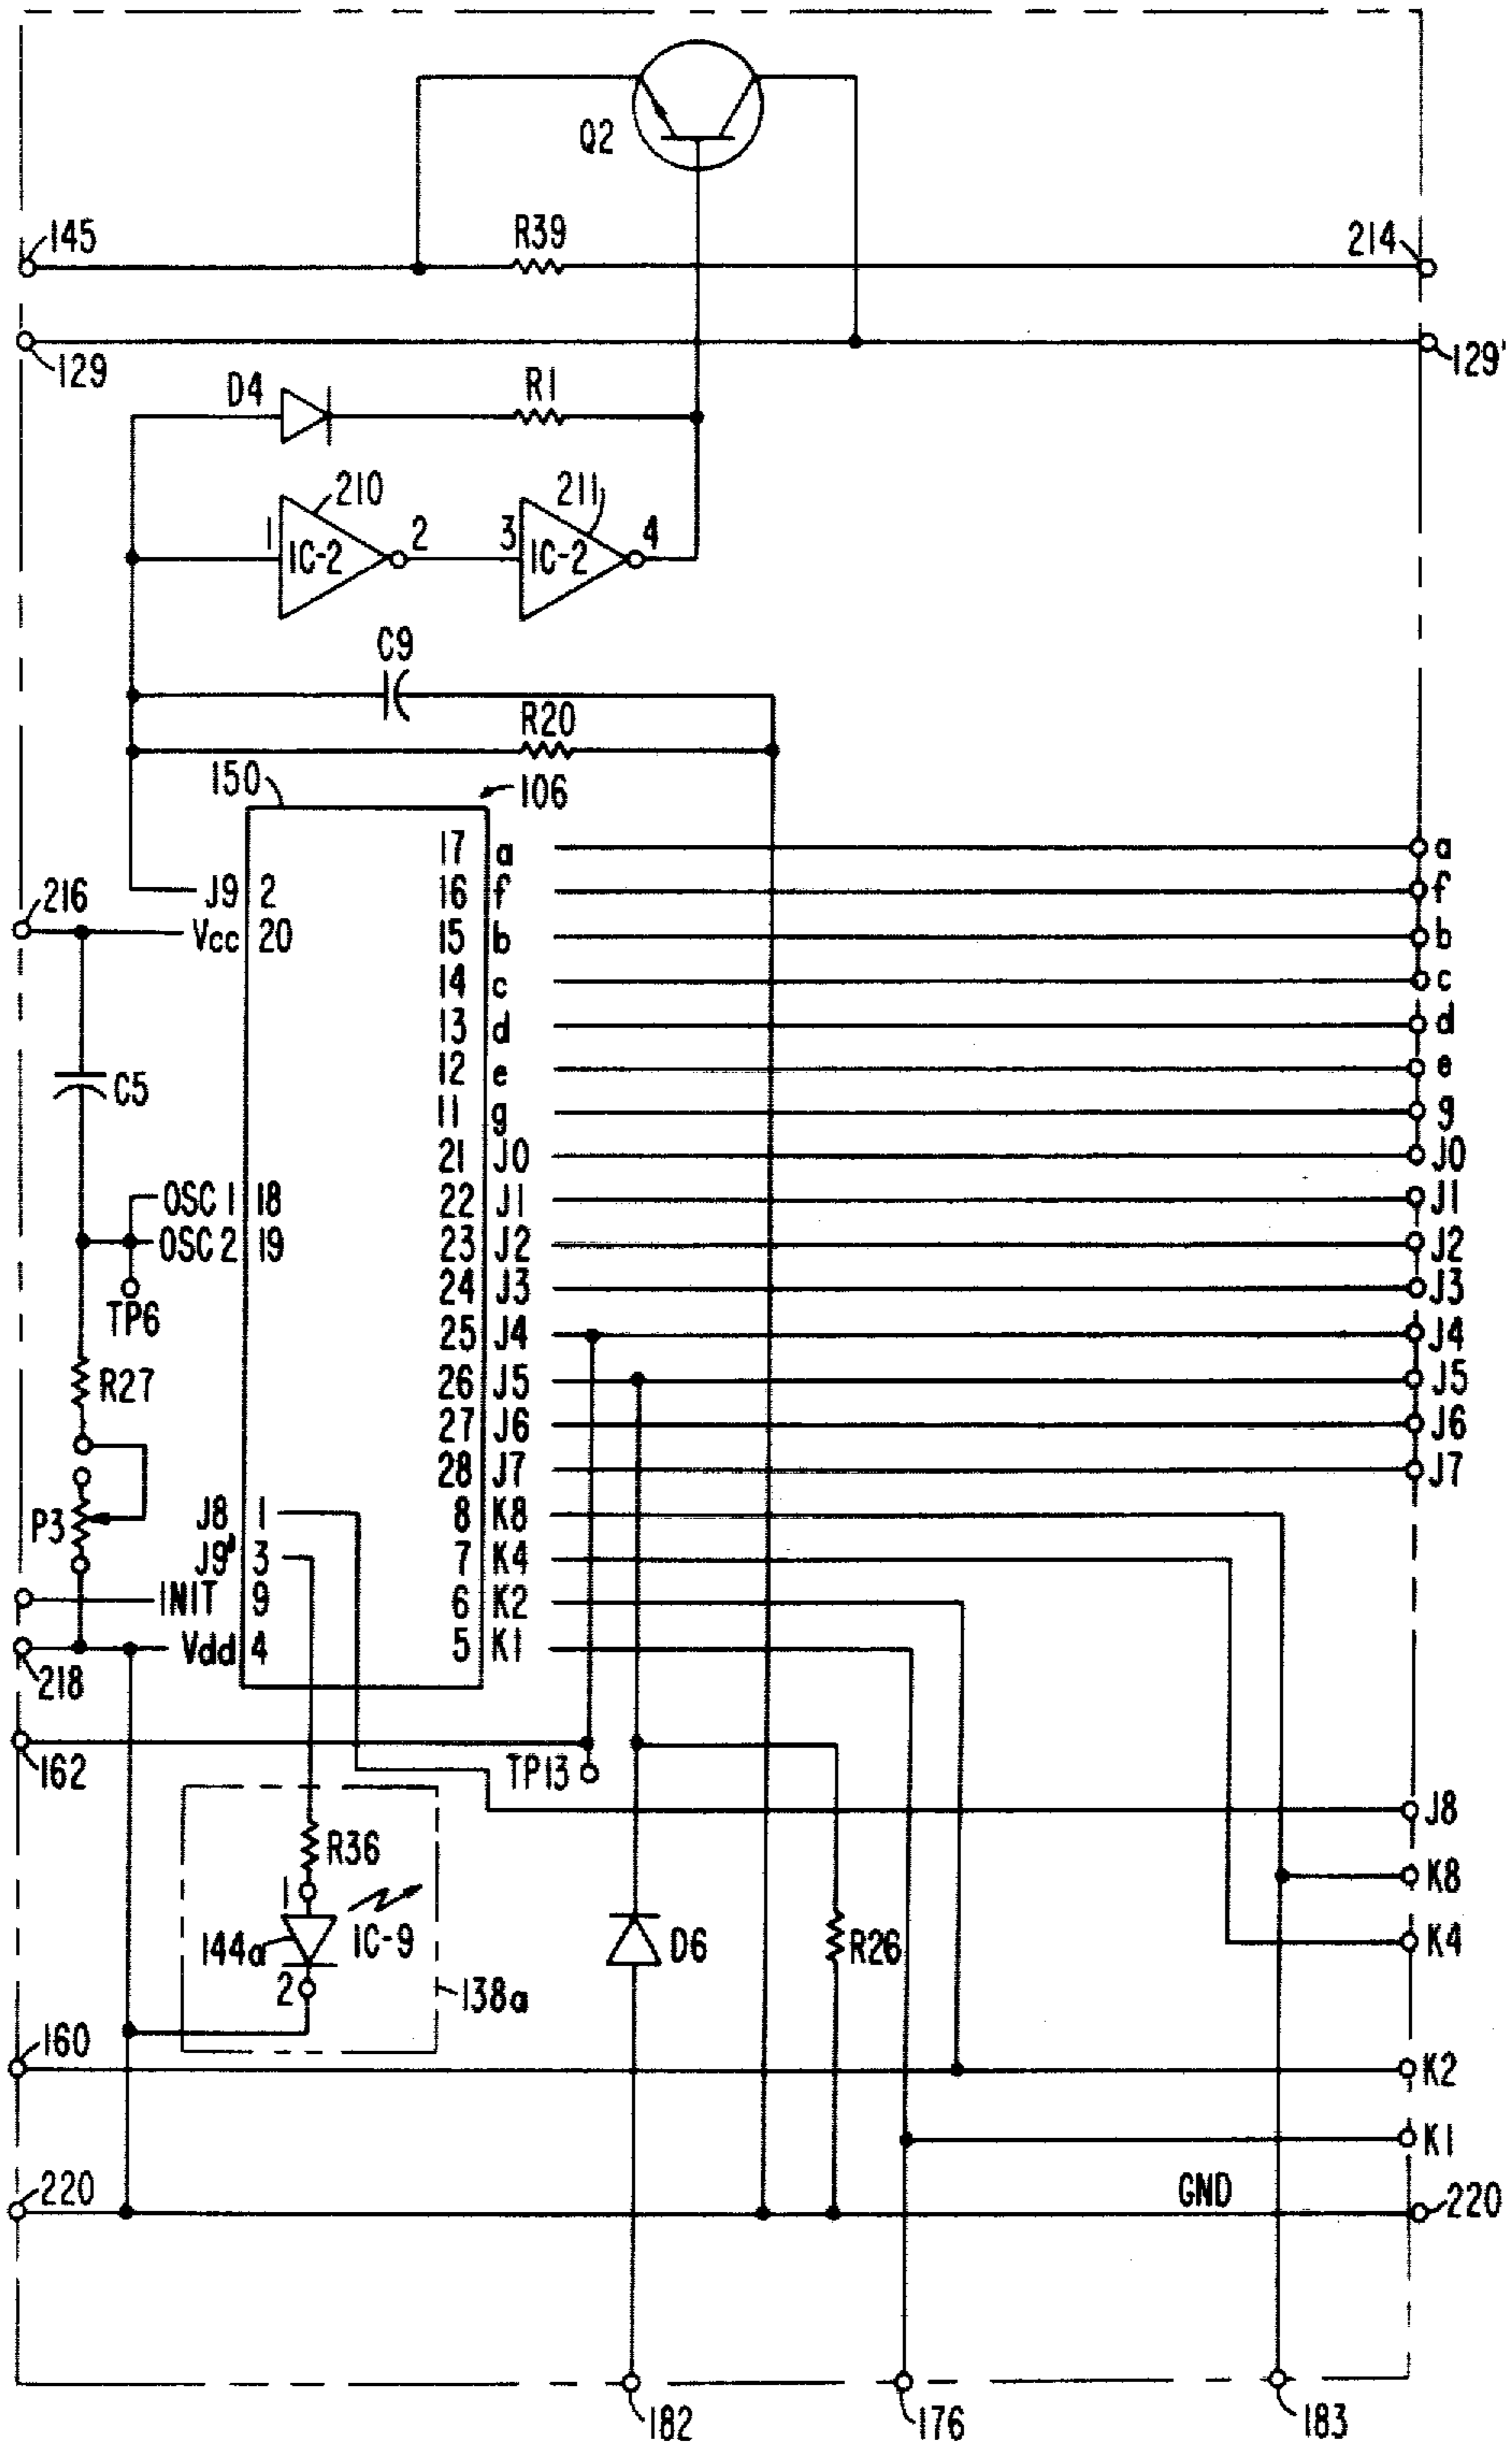 Q2
145
R39
214
129
129'
D4
R1
210
211
1
IC-2
2
3
IC-2
4
C9
R20
150
106
17 a
J9 2
16 f
216
Vcc 20
15 b
14 c
13 d
12 e
11 g
21 J0
22 J1
23 J2
24 J3
25 J4
26 J5
27 J6
28 J7
8 K8
7 K4
6 K2
5 K1
a
f
b
c
d
e
g
J0
J1
J2
J3
J4
J5
J6
J7
C5
OSC 1 18
OSC 2 19
TP6
R27
P3
J8 1
J9' 3
INIT 9
Vdd 4
218
162
TP13
J8
R36
K8
1
144a
IC-9
D6
R26
K4
2
138a
160
K2
K1
220
GND
220
182
176
183